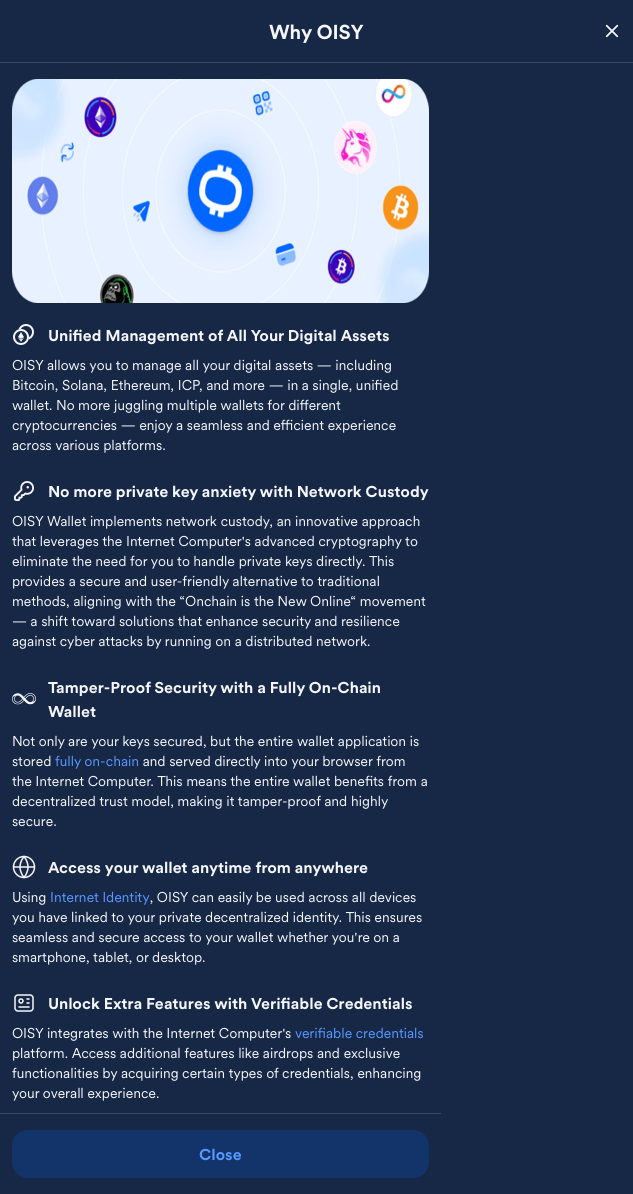 Why OISY
Unified Management of All Your Digital Assets
OISY allows you to manage all your digital assets — including
Bitcoin, Solana, Ethereum, ICP, and more — in a single, unified
wallet. No more juggling multiple wallets for different
cryptocurrencies — enjoy a seamless and efficient experience
across various platforms.
No more private key anxiety with Network Custody
OISY Wallet implements network custody, an innovative approach
that leverages the Internet Computer's advanced cryptography to
eliminate the need for you to handle private keys directly. This
provides a secure and user-friendly alternative to traditional
methods, aligning with the “Onchain is the New Online“ movement
— a shift toward solutions that enhance security and resilience
against cyber attacks by running on a distributed network.
Tamper-Proof Security with a Fully On-Chain
Wallet
Not only are your keys secured, but the entire wallet application is
stored fully on-chain and served directly into your browser from
the Internet Computer. This means the entire wallet benefits from a
decentralized trust model, making it tamper-proof and highly
secure.
Access your wallet anytime from anywhere
Using Internet Identity, OISY can easily be used across all devices
you have linked to your private decentralized identity. This ensures
seamless and secure access to your wallet whether you're on a
smartphone, tablet, or desktop.
Unlock Extra Features with Verifiable Credentials
OISY integrates with the Internet Computer's verifiable credentials
platform. Access additional features like airdrops and exclusive
functionalities by acquiring certain types of credentials, enhancing
your overall experience.
Close